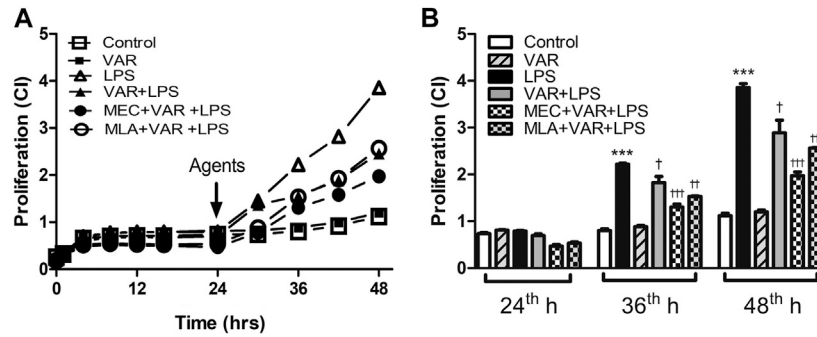 A
Proliferation (CI)
5
4
3
2
1
0
Control
VAR
LPS
VAR+LPS
MEC+VAR +LPS
MLA+VAR +LPS
Agents
0
12
24
36
48
Time (hrs)
B
Proliferation (CI)
5
4
3
2
1
0
Control
VAR
LPS
VAR+LPS
MEC+VAR+LPS
MLA+VAR+LPS
***
†
†††
††
***
†
†††
††
24th h
36th h
48th h